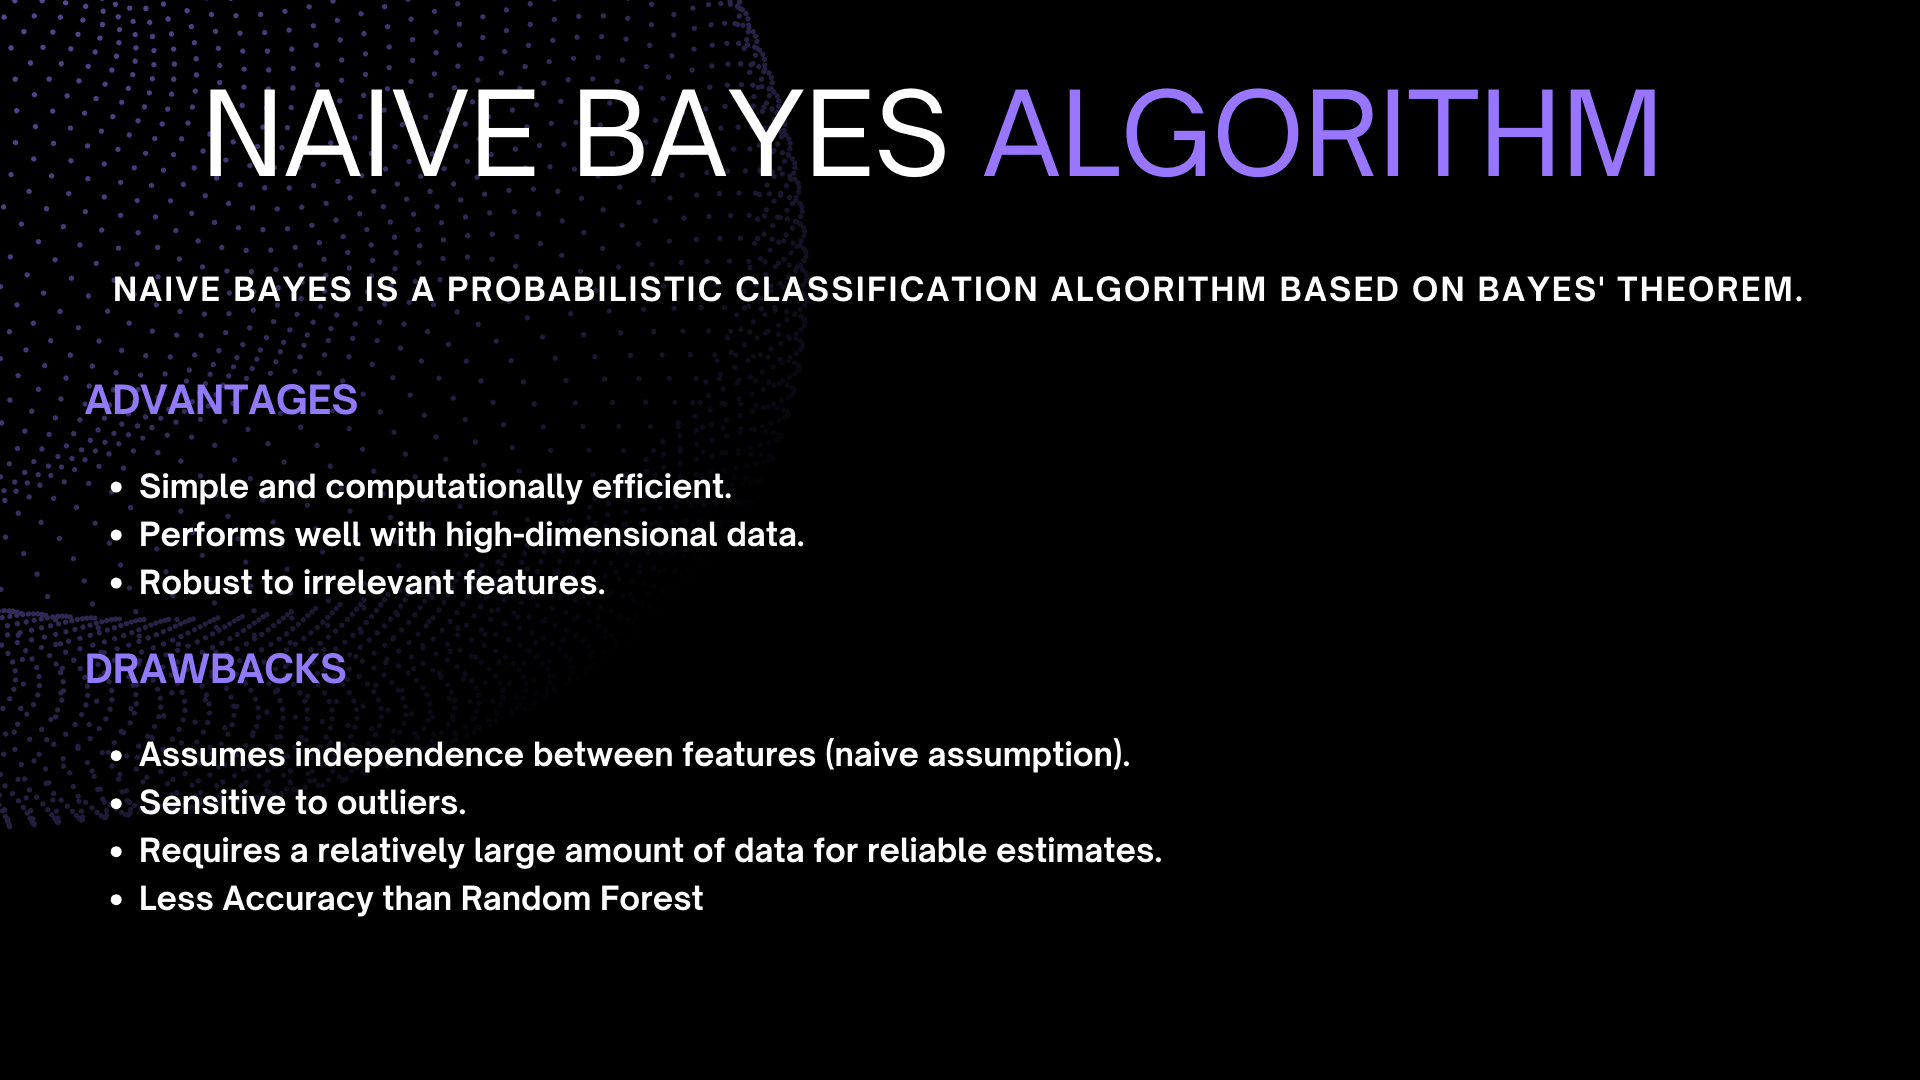 NAIVE BAYES ALGORITHM
NAIVE BAYES IS A PROBABILISTIC CLASSIFICATION ALGORITHM BASED ON BAYES' THEOREM.
ADVANTAGES
• Simple and computationally efficient.
• Performs well with high-dimensional data.
• Robust to irrelevant features.
DRAWBACKS
• Assumes independence between features (naive assumption).
• Sensitive to outliers.
• Requires a relatively large amount of data for reliable estimates.
• Less Accuracy than Random Forest